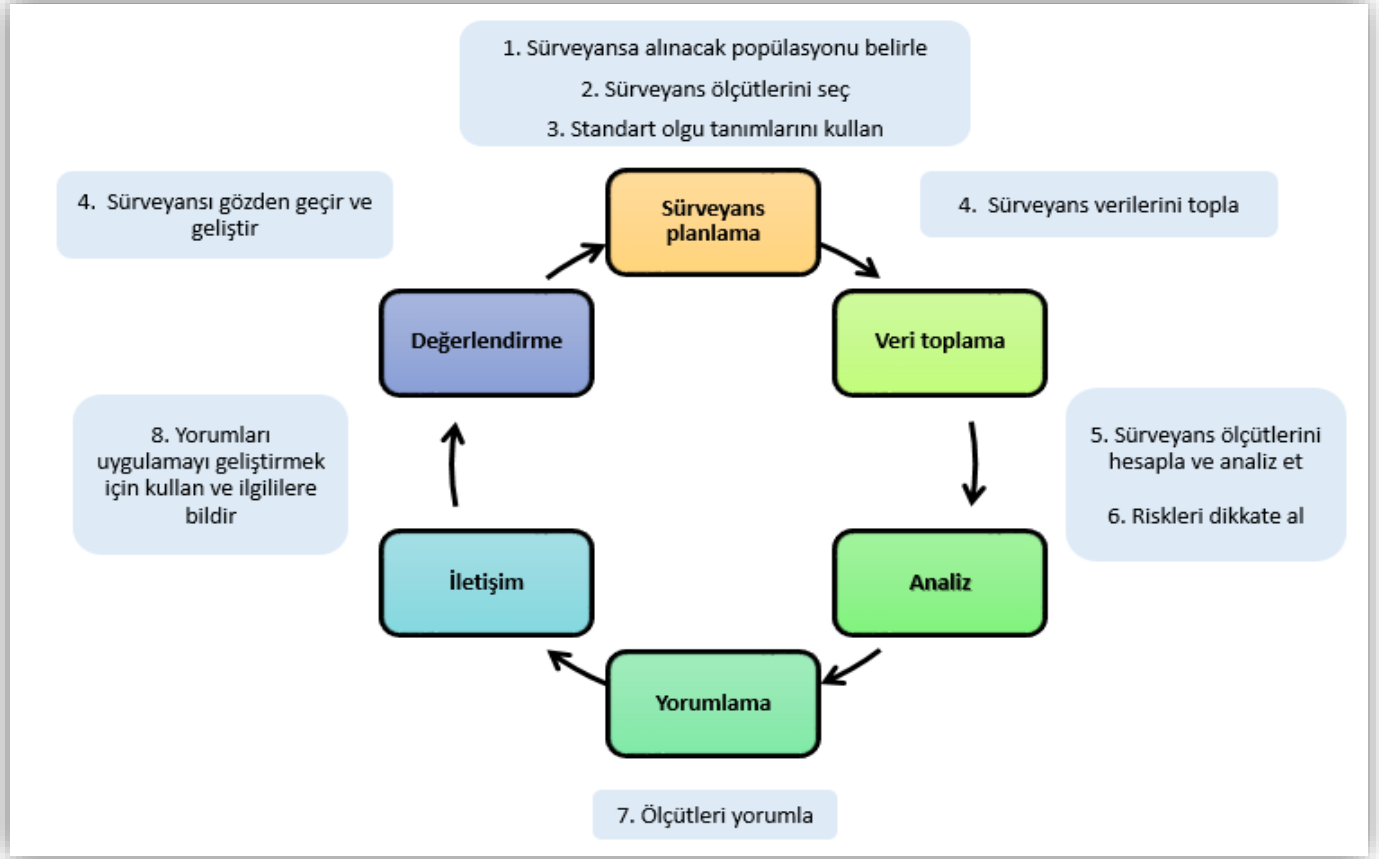 1. Sürveyansa alınacak popülasyonu belirle
2. Sürveyans ölçütlerini seç
3. Standart olgu tanımlarını kullan
Sürveyans
planlama
4. Sürveyans verilerini topla
Veri toplama
5. Sürveyans ölçütlerini
hesapla ve analiz et
6. Riskleri dikkate al
Analiz
Yorumlama
7. Ölçütleri yorumla
İletişim
8. Yorumları
uygulamayı geliştirmek
için kullan ve ilgililere
bildir
Değerlendirme
4. Sürveyansı gözden geçir ve
geliştir